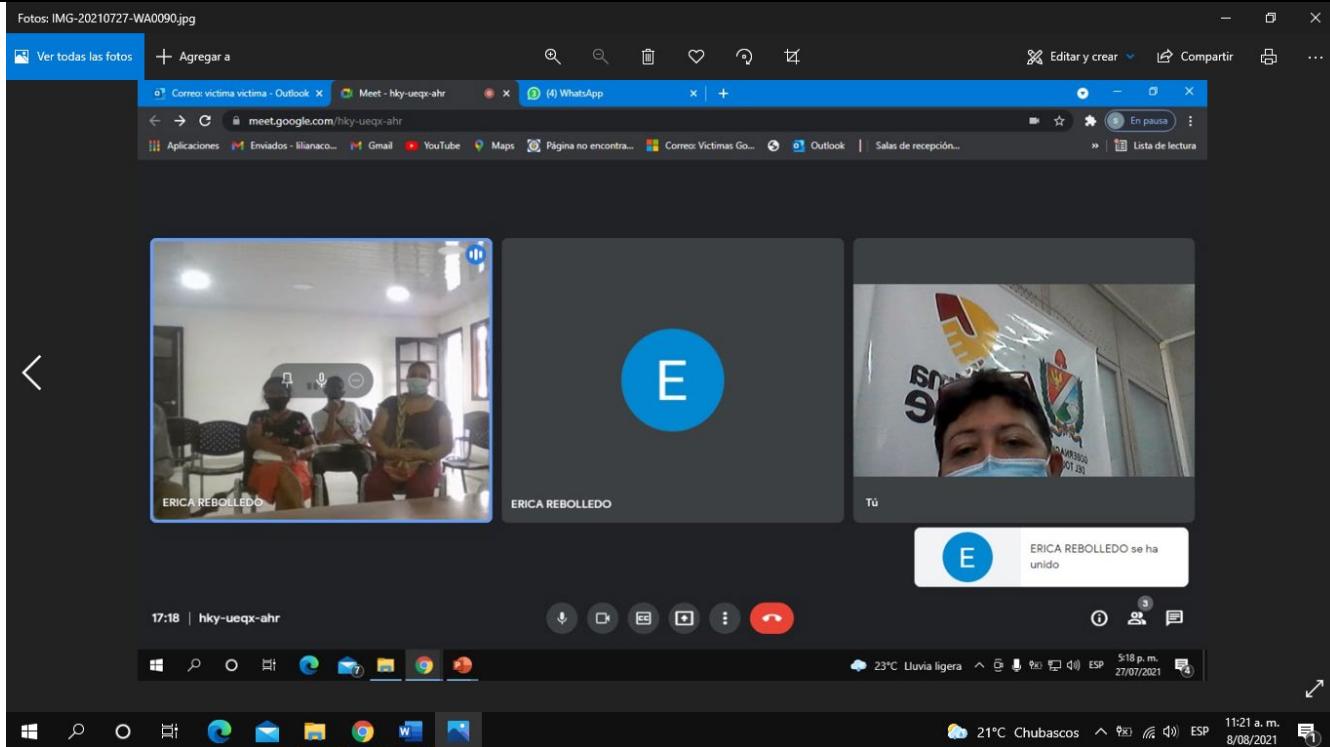 Fotos: IMG-20210727-WA0090.jpg
Ver todas las fotos
Agregar a
Editar y crear
Compartir
Correo: victima victima - Outlook
Meet - hky-ueqx-ahr
(4) WhatsApp
meet.google.com/hky-ueqx-ahr
S
En pausa
Aplicaciones
Enviados - lilianaco...
Gmail
YouTube
Maps
Página no encontra...
Correo: Victimas Go...
Outlook
Salas de recepción...
»
Lista de lectura
ERICA REBOLLEDO
E
ERICA REBOLLEDO
Tú
E
ERICA REBOLLEDO se ha
unido
17:18 | hky-ueqx-ahr
CC
3
7
23°C Lluvia ligera
ESP
5:18 p. m.
27/07/2021
4
21°C Chubascos
ESP
11:21 a. m.
8/08/2021
1